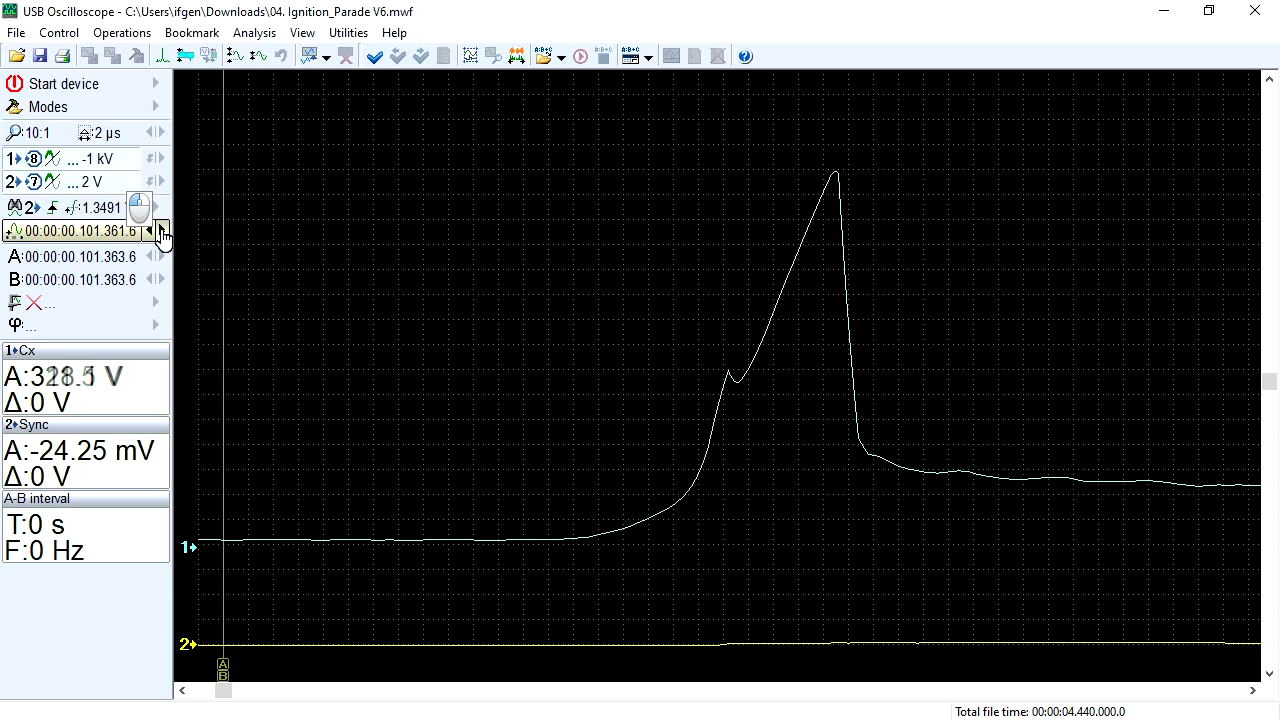 USB Oscilloscope - C:\Users\ifgen\Downloads\04. Ignition_Parade V6.mwf
File Control Operations Bookmark Analysis View Utilities Help
Start device
Modes
10:1 2 µs
1 8 ... -1 kV
2 7 ... 2 V
2 f:1.3491
00:00:00.101.361.6
A:00:00:00.101.363.6
B:00:00:00.101.363.6
...
φ:...
1 Cx
Δ:0 V
2 Sync
A:-24.25 mV
Δ:0 V
A-B interval
T:0 s
F:0 Hz
1
2
A
B
Total file time: 00:00:04.440.000.0